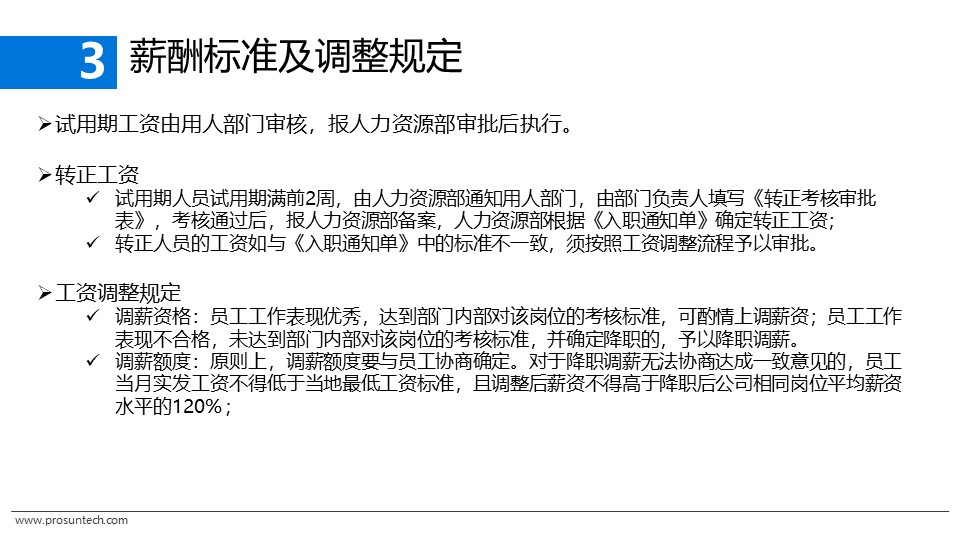 3
薪酬标准及调整规定
试用期工资由用人部门审核，报人力资源部审批后执行。
转正工资
试用期人员试用期满前2周，由人力资源部通知用人部门，由部门负责人填写《转正考核审批
表》，考核通过后，报人力资源部备案，人力资源部根据《入职通知单》确定转正工资；
转正人员的工资如与《入职通知单》中的标准不一致，须按照工资调整流程予以审批。
工资调整规定
调薪资格：员工工作表现优秀，达到部门内部对该岗位的考核标准，可酌情上调薪资；员工工作
表现不合格，未达到部门内部对该岗位的考核标准，并确定降职的，予以降职调薪。
调薪额度：原则上，调薪额度要与员工协商确定。对于降职调薪无法协商达成一致意见的，员工
当月实发工资不得低于当地最低工资标准，且调整后薪资不得高于降职后公司相同岗位平均薪资
水平的120%；
www.prosuntech.com